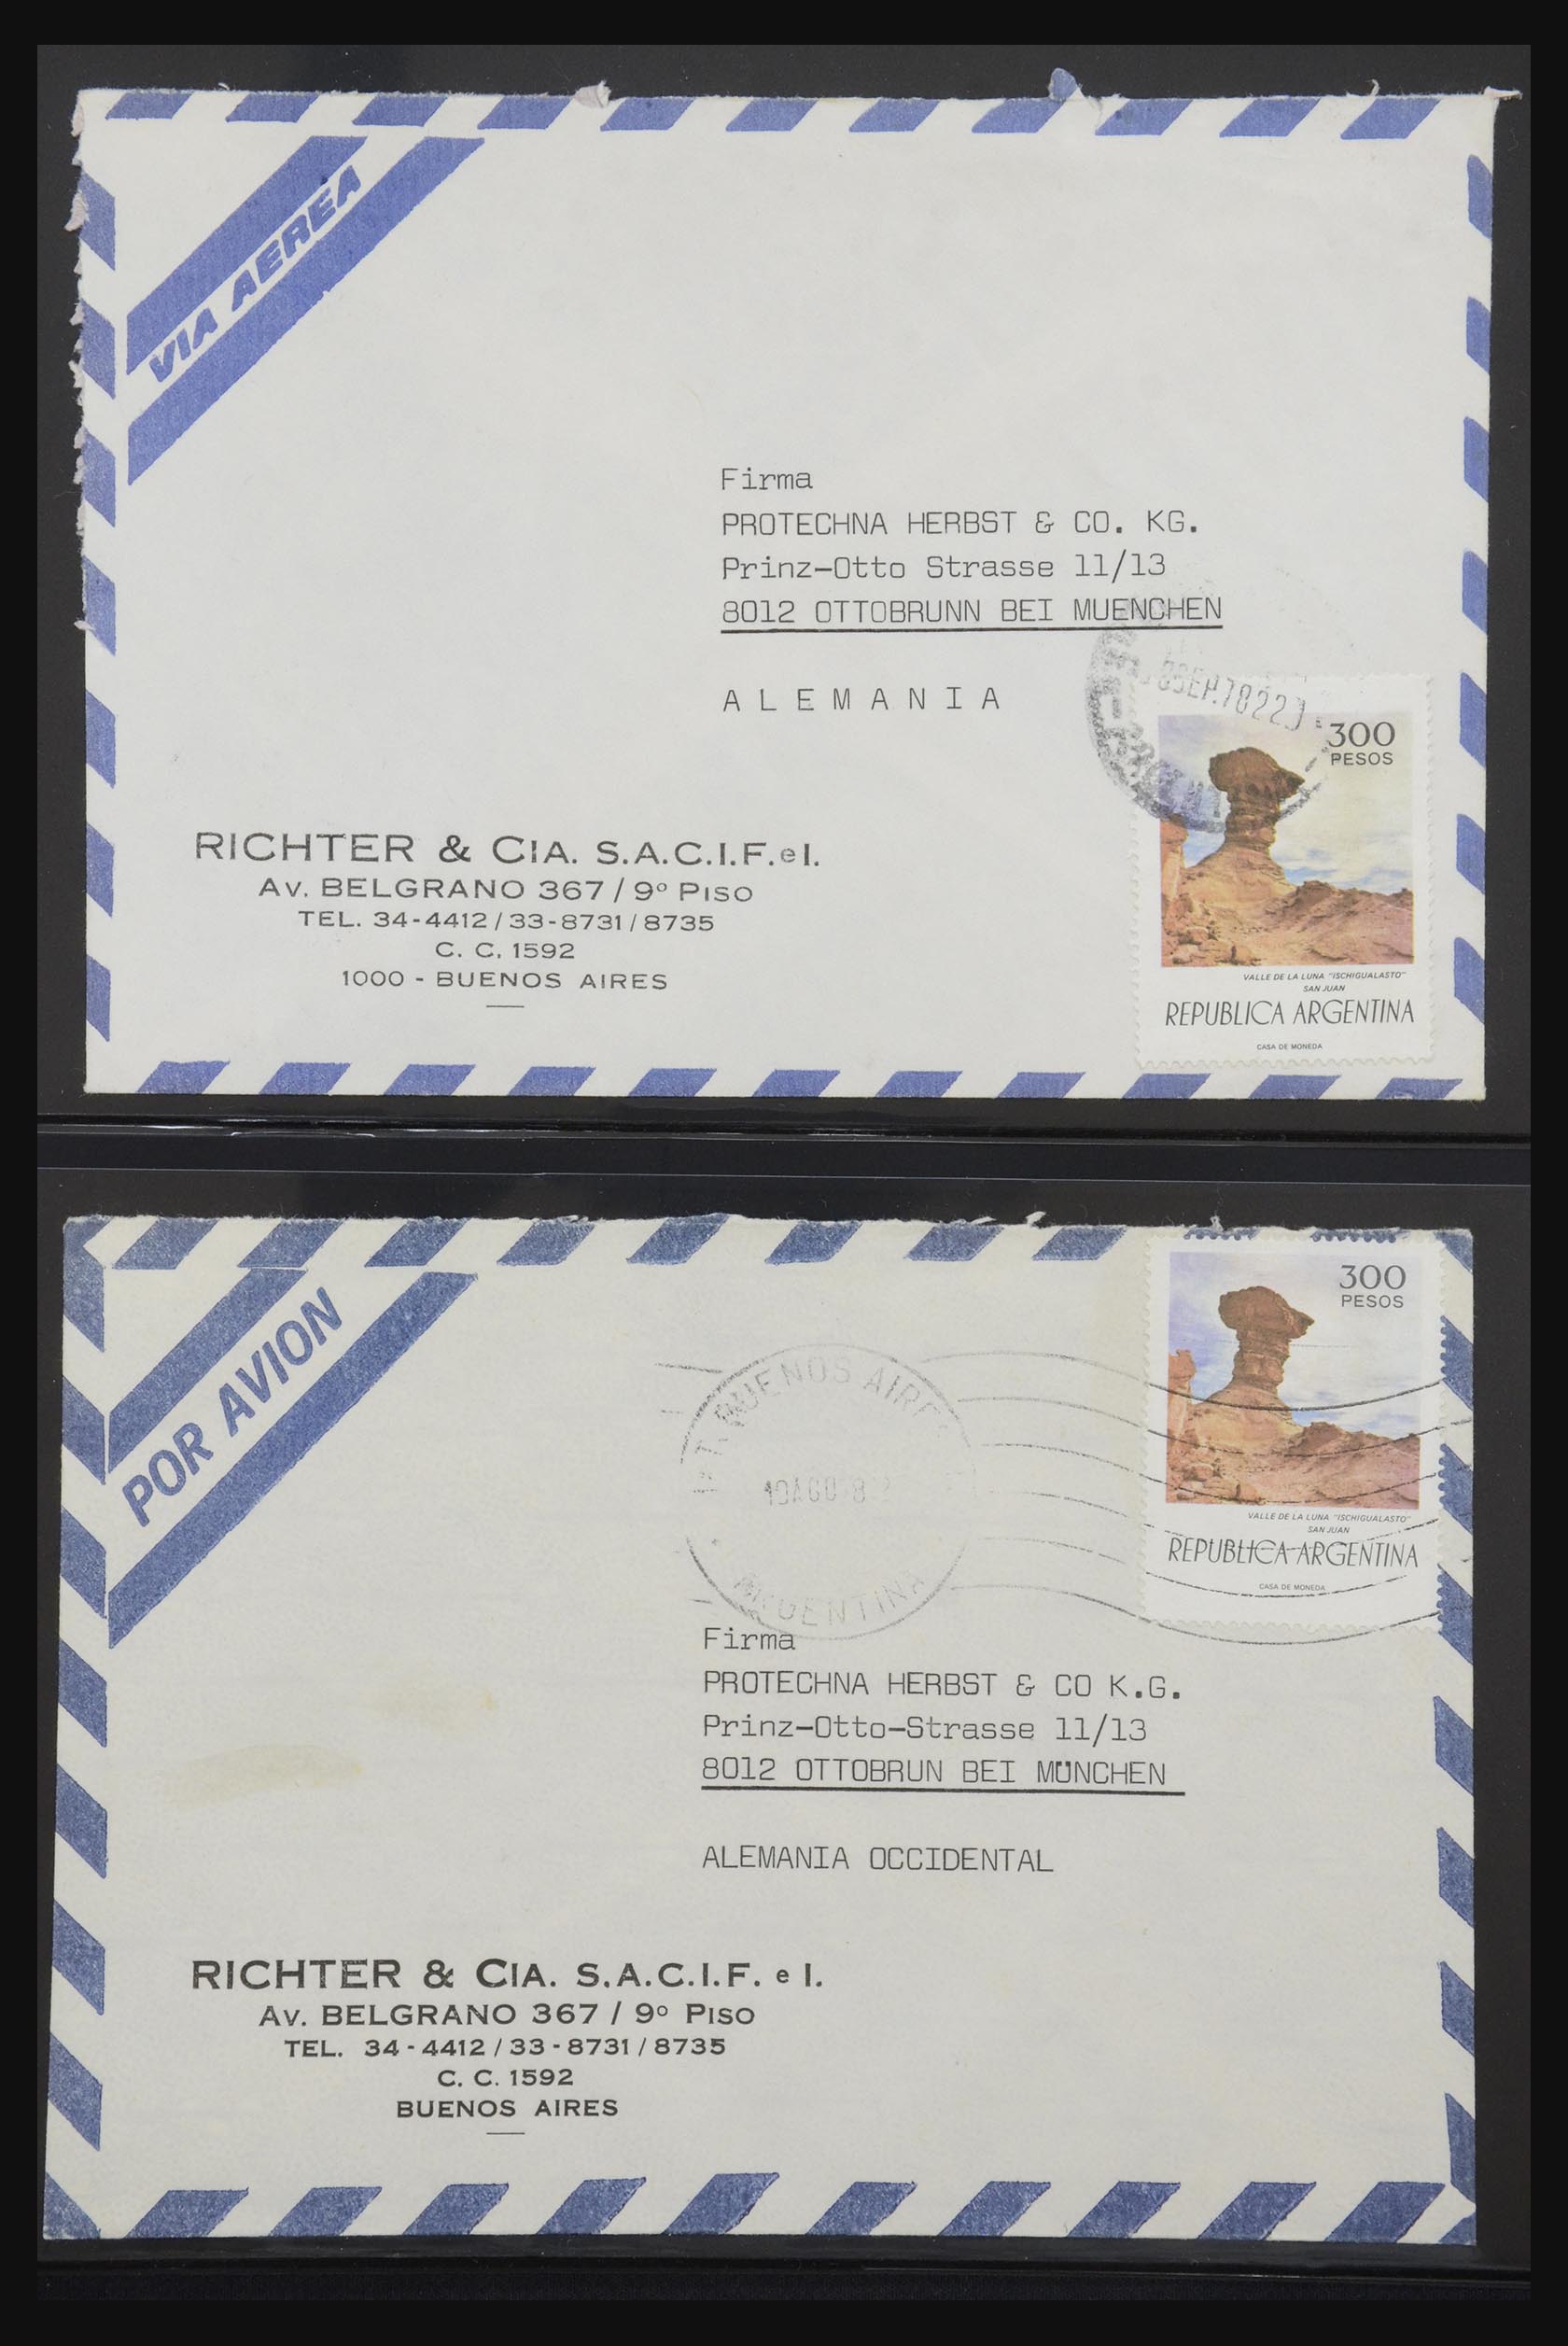 VIA AEREA
Firma
PROTECHNA HERBST & CO. KG.
Prinz-Otto Strasse 11/13
8012 OTTOBRUNN BEI MUENCHEN
ALEMANIA
300
PESOS
VALLE DE LA LUNA "ISCHIGUALASTO"
SAN JUAN
REPUBLICA ARGENTINA
CASA DE MONEDA
RICHTER & CIA. S.A.C.I.F. e I.
Av. BELGRANO 367 / 9º PISO
TEL. 34-4412 / 33-8731 / 8735
C. C. 1592
1000 - BUENOS AIRES
POR AVION
300
PESOS
VALLE DE LA LUNA "ISCHIGUALASTO"
SAN JUAN
REPUBLICA ARGENTINA
CASA DE MONEDA
BUENOS AIRES
ARGENTINA
Firma
PROTECHNA HERBST & CO K.G.
Prinz-Otto-Strasse 11/13
8012 OTTOBRUN BEI MÜNCHEN
ALEMANIA OCCIDENTAL
RICHTER & CIA. S.A.C.I.F. e I.
Av. BELGRANO 367 / 9º PISO
TEL. 34-4412 / 33-8731 / 8735
C. C. 1592
BUENOS AIRES